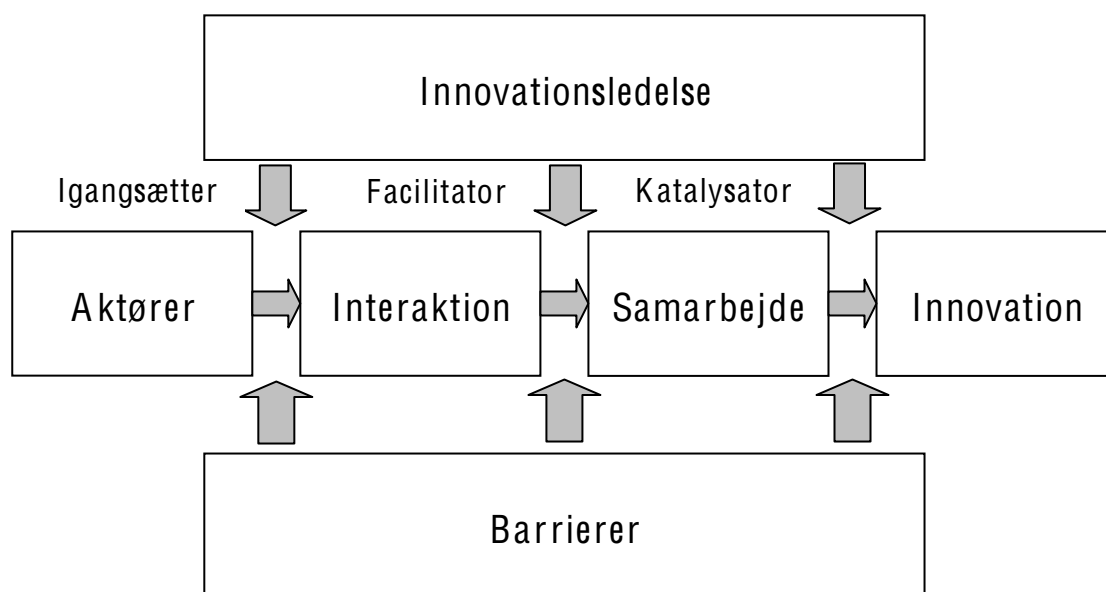 Innovationsledelse
Igangsætter Facilitator Katalysator
Aktører Interaktion Samarbejde Innovation
Barrierer